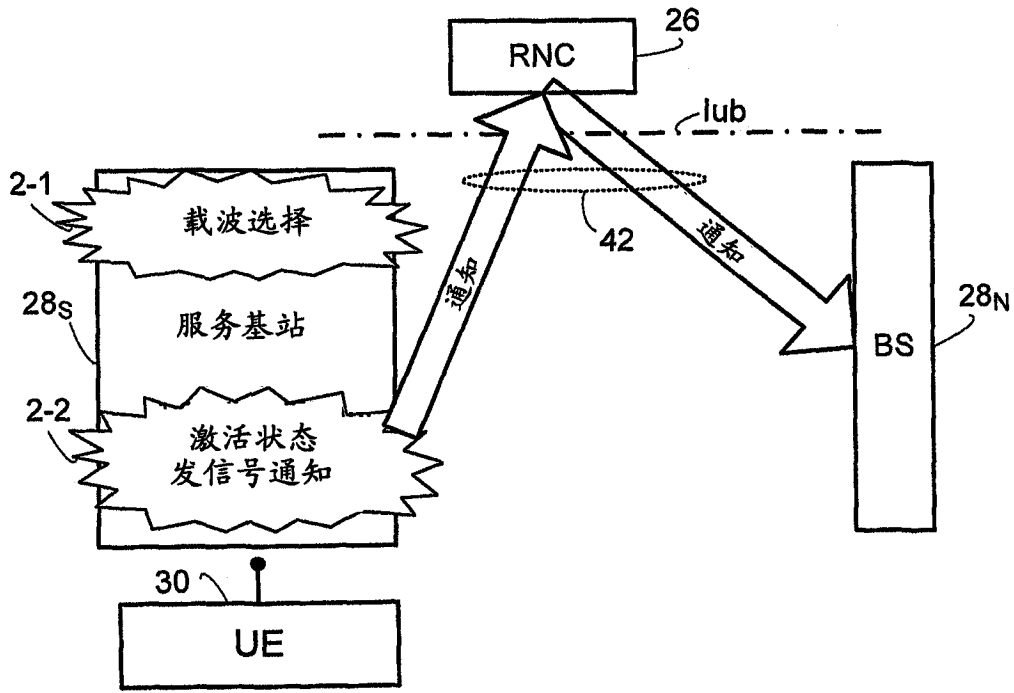 RNC
26
Iub
2-1
载波选择
42
通知
通知
28S
服务基站
28N
BS
2-2
激活状态
发信号通知
30
UE